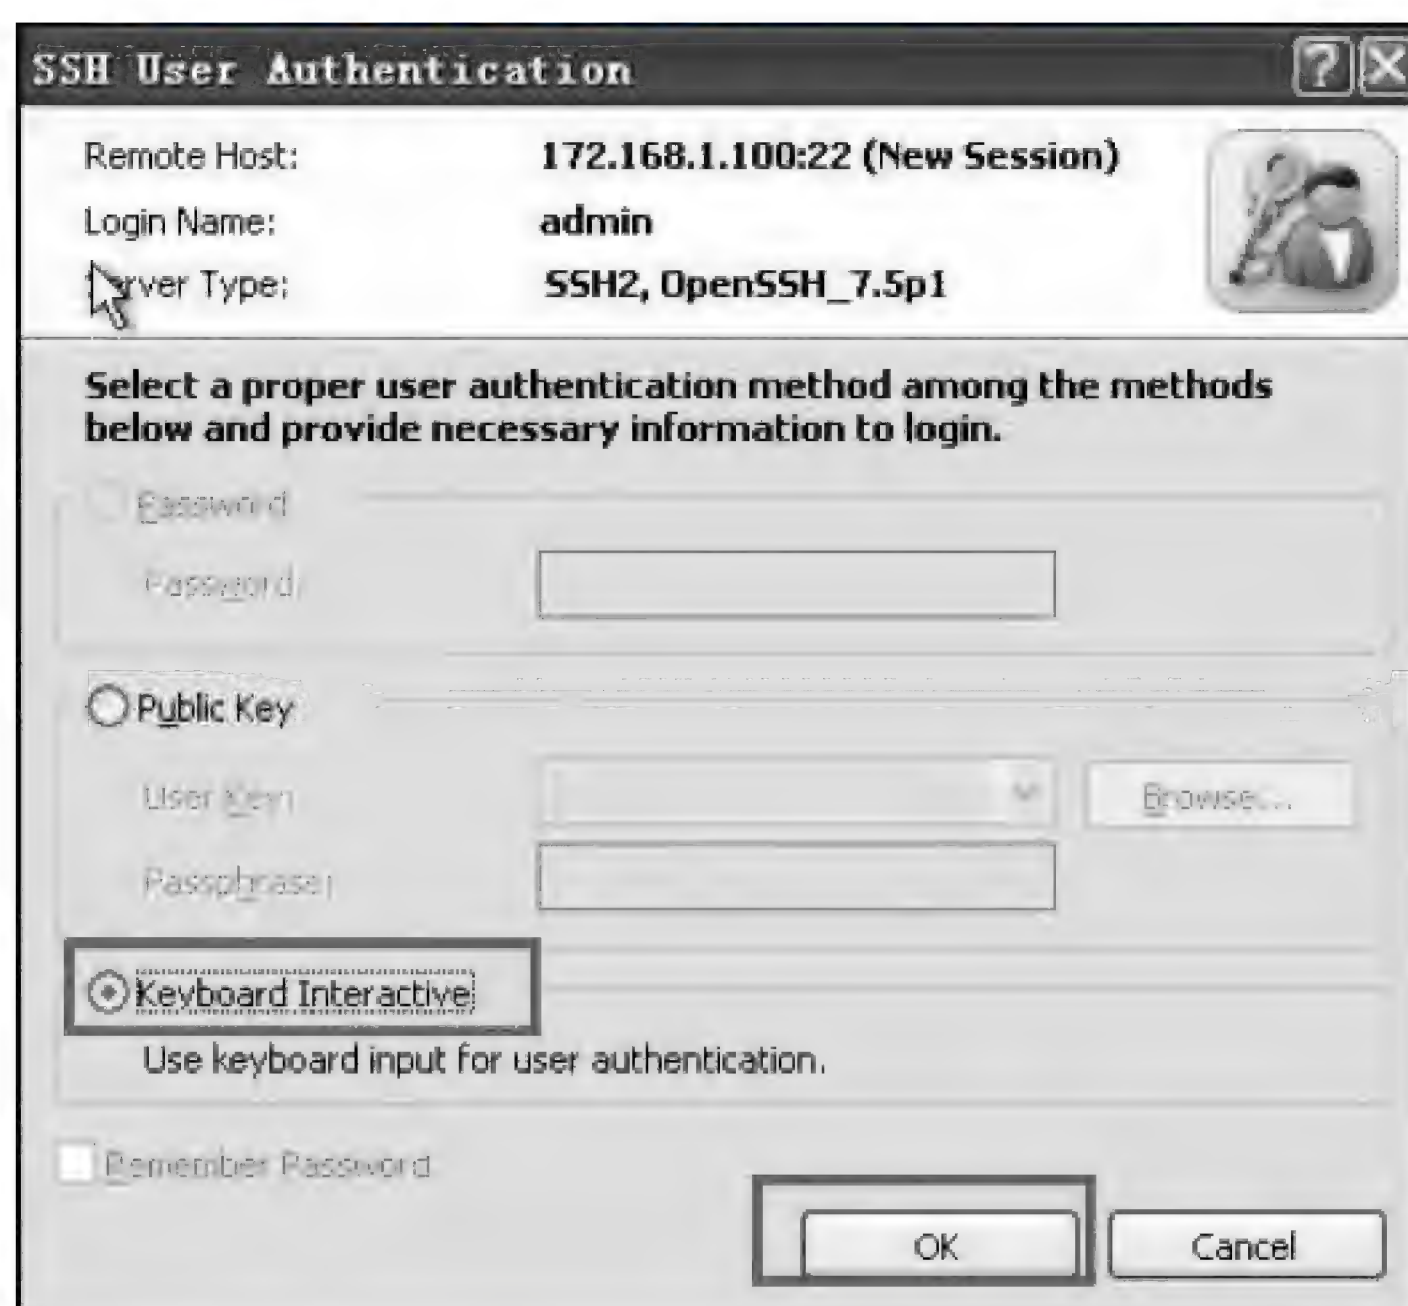 SSH User Authentication
Remote Host: 172.168.1.100:22 (New Session)
Login Name: admin
Server Type: SSH2, OpenSSH_7.5p1
Select a proper user authentication method among the methods
below and provide necessary information to login.
Password
Password:
Public Key
User Key:
Browse...
Passphrase:
Keyboard Interactive
Use keyboard input for user authentication.
Remember Password
OK Cancel